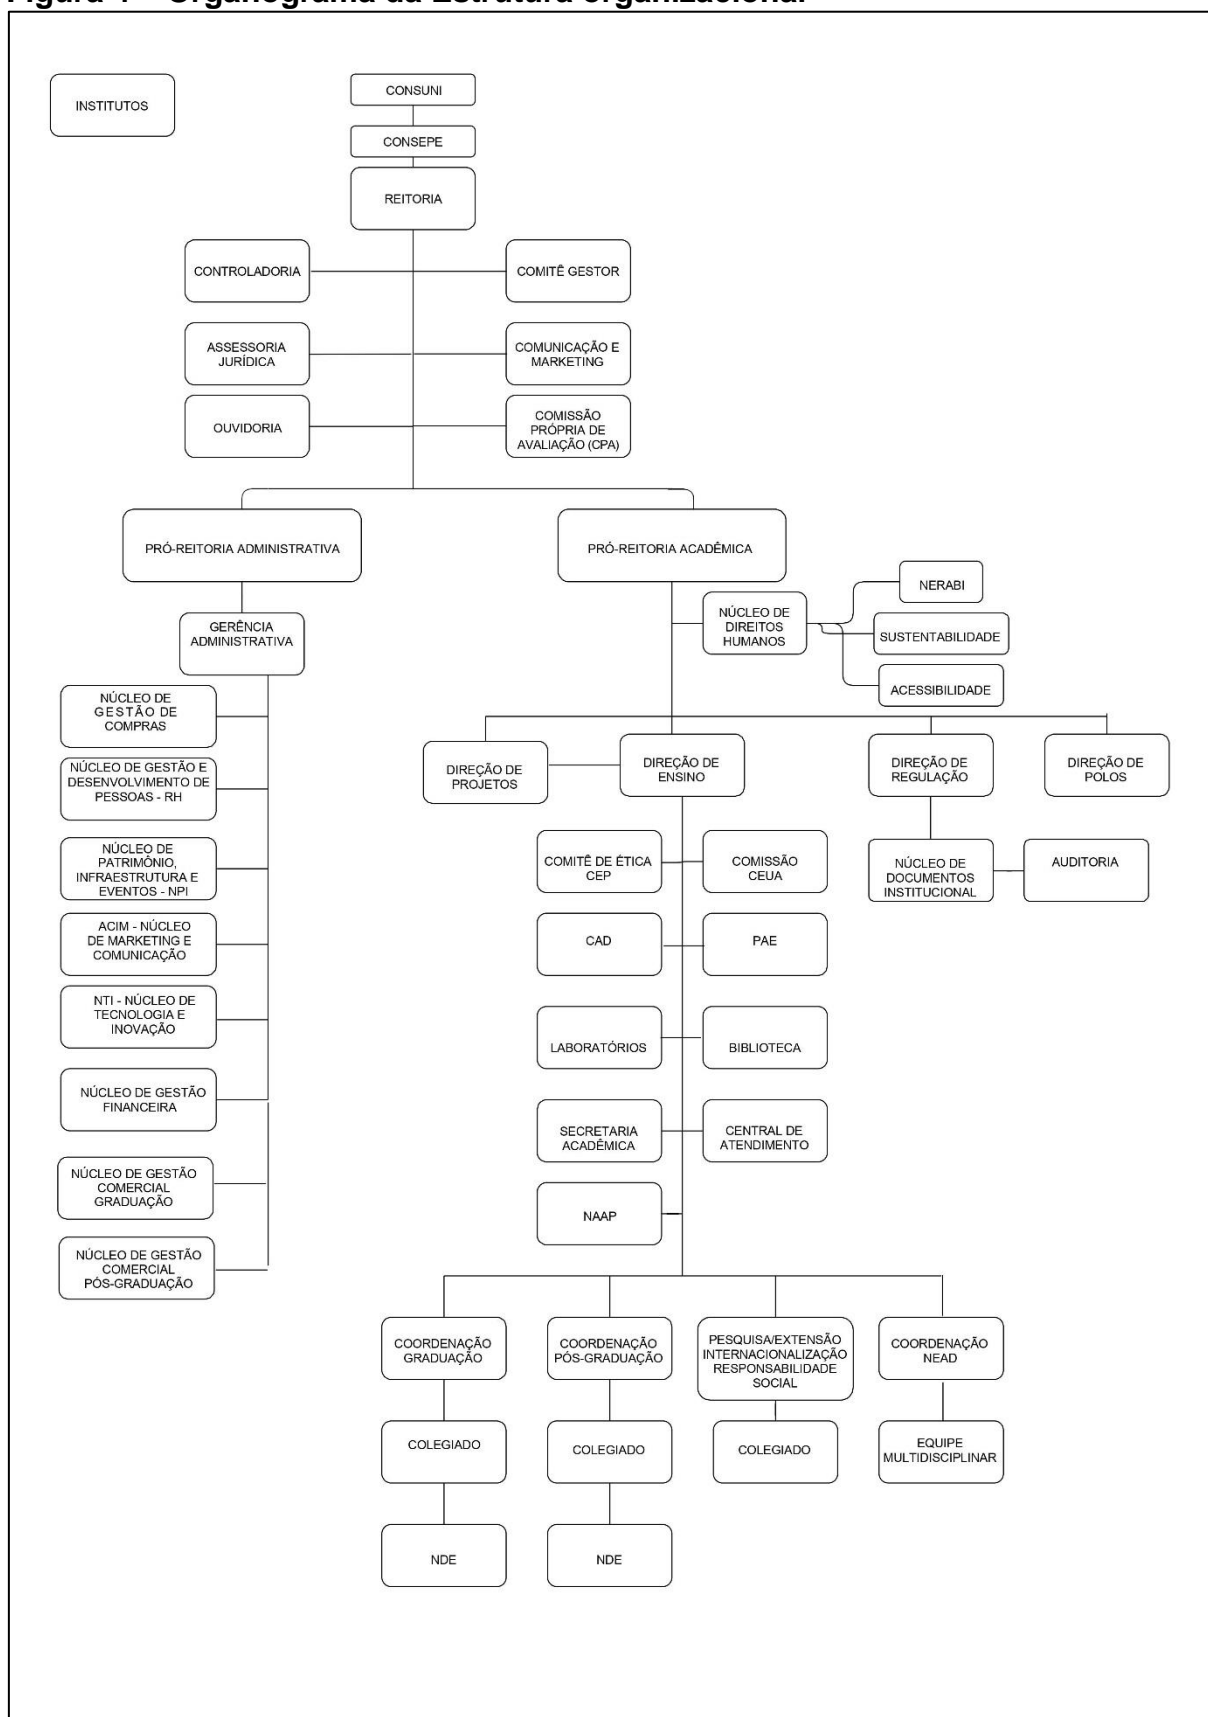 INSTITUTOS
CONSUNI
CONSEPE
REITORIA
CONTROLADORIA
COMITÊ GESTOR
ASSESSORIA
JURÍDICA
COMUNICAÇÃO E
MARKETING
OUVIDORIA
COMISSÃO
PRÓPRIA DE
AVALIAÇÃO (CPA)
PRÓ-REITORIA ADMINISTRATIVA
PRÓ-REITORIA ACADÊMICA
GERÊNCIA
ADMINISTRATIVA
NÚCLEO DE
DIREITOS
HUMANOS
NERABI
SUSTENTABILIDADE
ACESSIBILIDADE
NÚCLEO DE
GESTÃO DE
COMPRAS
NÚCLEO DE GESTÃO E
DESENVOLVIMENTO DE
PESSOAS - RH
NÚCLEO DE
PATRIMÔNIO,
INFRAESTRUTURA E
EVENTOS - NPI
ACIM - NÚCLEO
DE MARKETING E
COMUNICAÇÃO
NTI - NÚCLEO DE
TECNOLOGIA E
INOVAÇÃO
NÚCLEO DE GESTÃO
FINANCEIRA
NÚCLEO DE GESTÃO
COMERCIAL
GRADUAÇÃO
NÚCLEO DE GESTÃO
COMERCIAL
PÓS-GRADUAÇÃO
DIREÇÃO DE
PROJETOS
DIREÇÃO DE
ENSINO
DIREÇÃO DE
REGULAÇÃO
DIREÇÃO DE
POLOS
COMITÊ DE ÉTICA
CEP
COMISSÃO
CEUA
NÚCLEO DE
DOCUMENTOS
INSTITUCIONAL
AUDITORIA
CAD
PAE
LABORATÓRIOS
BIBLIOTECA
SECRETARIA
ACADÊMICA
CENTRAL DE
ATENDIMENTO
NAAP
COORDENAÇÃO
GRADUAÇÃO
COORDENAÇÃO
PÓS-GRADUAÇÃO
PESQUISA/EXTENSÃO
INTERNACIONALIZAÇÃO
RESPONSABILIDADE
SOCIAL
COORDENAÇÃO
NEAD
COLEGIADO
COLEGIADO
COLEGIADO
EQUIPE
MULTIDISCIPLINAR
NDE
NDE